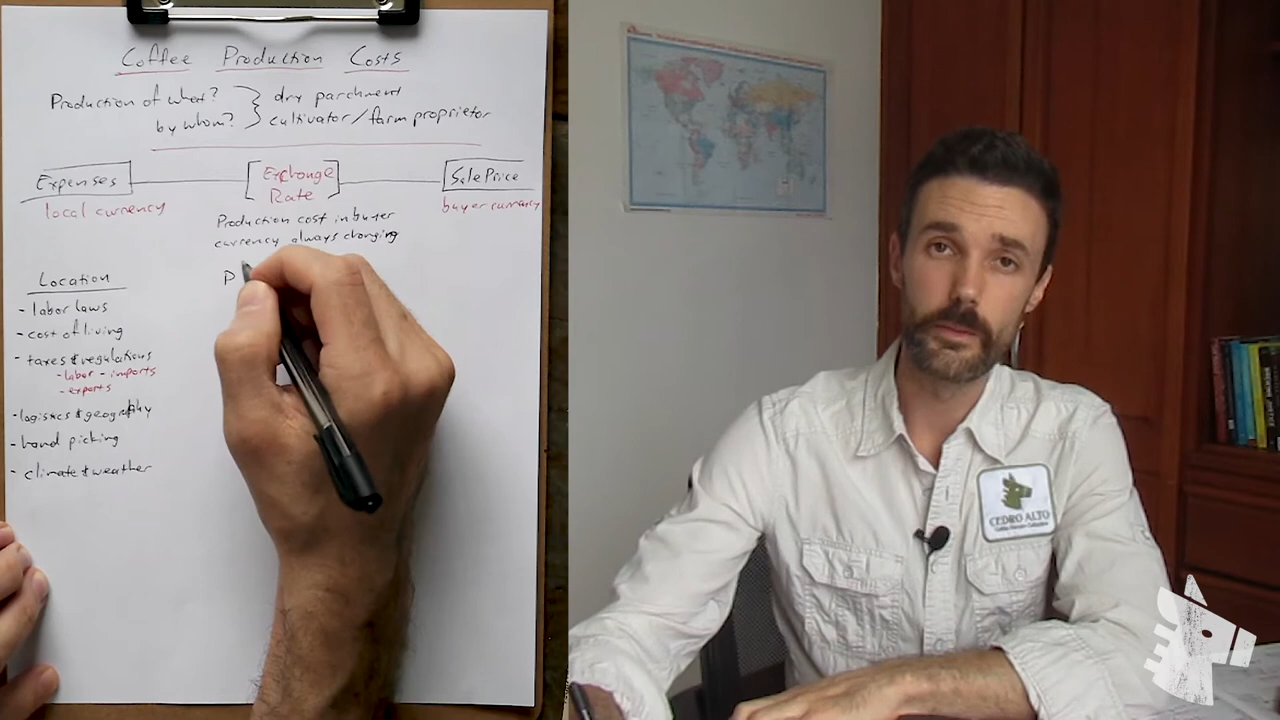 Coffee Production Costs
Production of what? } dry parchment
by whom? } cultivator/farm proprietor
Expenses
[Exchange
Rate]
Sale Price
local currency
buyer currency
Production cost in buyer
currency always changing
P
Location
- labor laws
- cost of living
- taxes & regulations
- labor - imports
- exports
- logistics & geography
- hand picking
- climate & weather
CEDRO ALTO